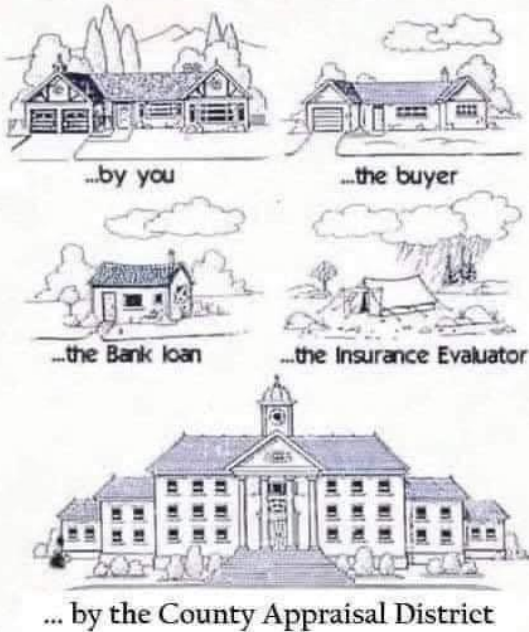 ...by you
...the buyer
...the Bank loan
...the Insurance Evaluator
... by the County Appraisal District